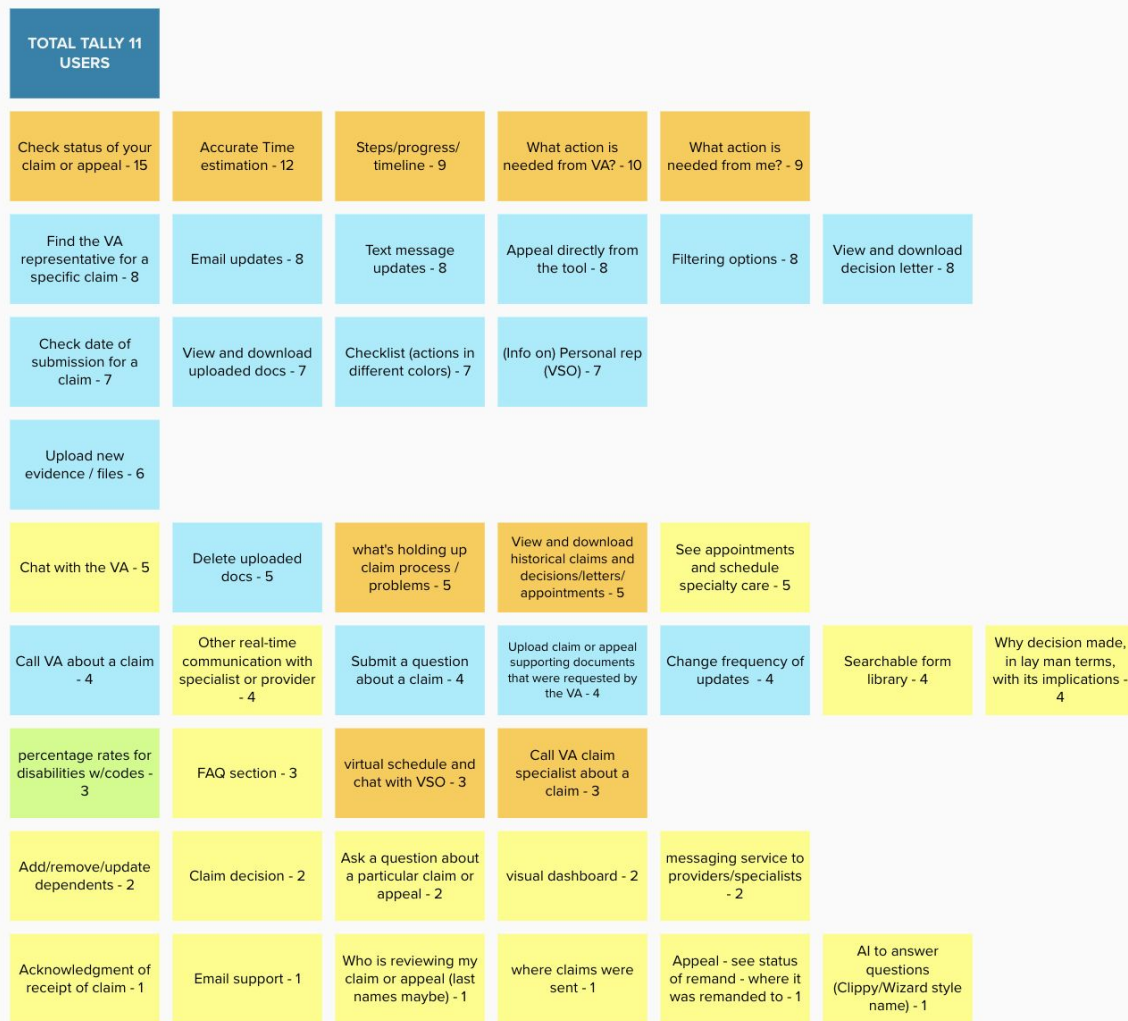 TOTAL TALLY 11
USERS
Check status of your
claim or appeal - 15
Accurate Time
estimation - 12
Steps/progress/
timeline - 9
What action is
needed from VA? - 10
What action is
needed from me? - 9
Find the VA
representative for a
specific claim - 8
Email updates - 8
Text message
updates - 8
Appeal directly from
the tool - 8
Filtering options - 8
View and download
decision letter - 8
Check date of
submission for a
claim - 7
View and download
uploaded docs - 7
Checklist (actions in
different colors) - 7
(Info on) Personal rep
(VSO) - 7
Upload new
evidence / files - 6
Chat with the VA - 5
Delete uploaded
docs - 5
what's holding up
claim process /
problems - 5
View and download
historical claims and
decisions/letters/
appointments - 5
See appointments
and schedule
specialty care - 5
Call VA about a claim
- 4
Other real-time
communication with
specialist or provider
- 4
Submit a question
about a claim - 4
Upload claim or appeal
supporting documents
that were requested by
the VA - 4
Change frequency of
updates - 4
Searchable form
library - 4
Why decision made,
in lay man terms,
with its implications -
4
percentage rates for
disabilities w/codes -
3
FAQ section - 3
virtual schedule and
chat with VSO - 3
Call VA claim
specialist about a
claim - 3
Add/remove/update
dependents - 2
Claim decision - 2
Ask a question about
a particular claim or
appeal - 2
visual dashboard - 2
messaging service to
providers/specialists
- 2
Acknowledgment of
receipt of claim - 1
Email support - 1
Who is reviewing my
claim or appeal (last
names maybe) - 1
where claims were
sent - 1
Appeal - see status
of remand - where it
was remanded to - 1
AI to answer
questions
(Clippy/Wizard style
name) - 1